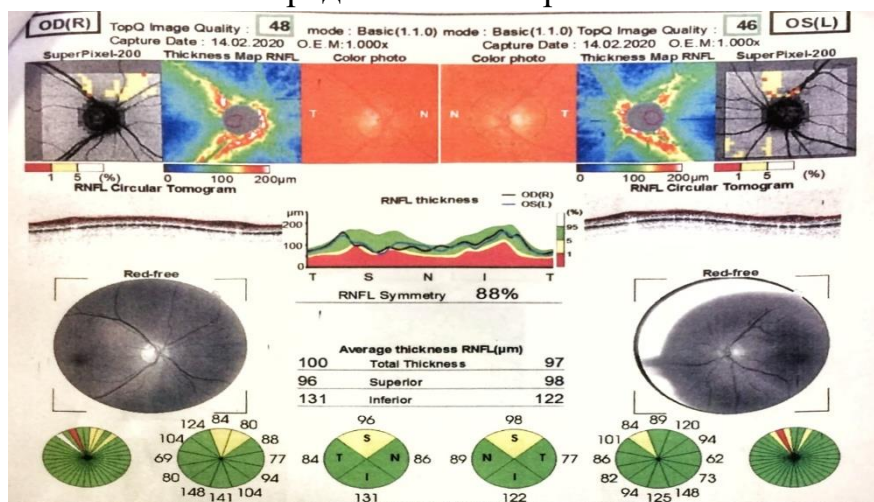 OD(R) TopQ Image Quality : 48 mode : Basic(1.1.0) mode : Basic(1.1.0) TopQ Image Quality : 46 OS(L)
Capture Date : 14.02.2020 O.E.M:1.000x Capture Date : 14.02.2020 O.E.M:1.000x
SuperPixel-200 Thickness Map RNFL Color photo Color photo Thickness Map RNFL SuperPixel-200
T N N T
1 5 (%) 0 100 200µm 0 100 200µm 1 5 (%)
RNFL Circular Tomogram RNFL Circular Tomogram
RNFL thickness OD(R)
OS(L)
µm (%)
200 95
100 5
0 1
T S N I T
Red-free Red-free
RNFL Symmetry 88%
Average thickness RNFL(µm)
100 Total Thickness 97
96 Superior 98
131 Inferior 122
124 84 80 88 77 94 104 141 148 80 69 104
96 86 131 84
S N I T
98 77 122 89
S T I N
84 89 120 94 62 73 148 125 94 82 86 101